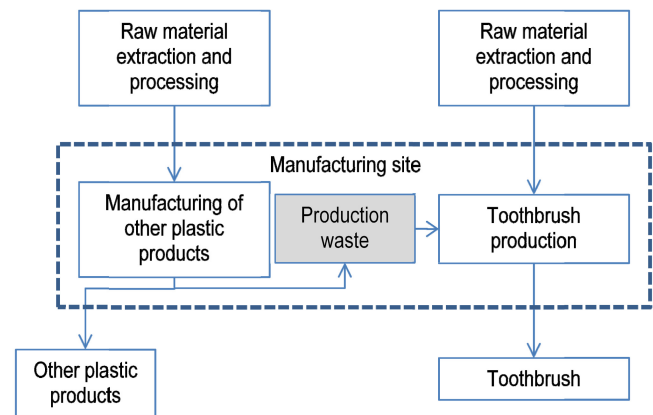 Raw material
extraction and
processing
Raw material
extraction and
processing
Manufacturing site
Manufacturing of
other plastic
products
Production
waste
Toothbrush
production
Other plastic
products
Toothbrush